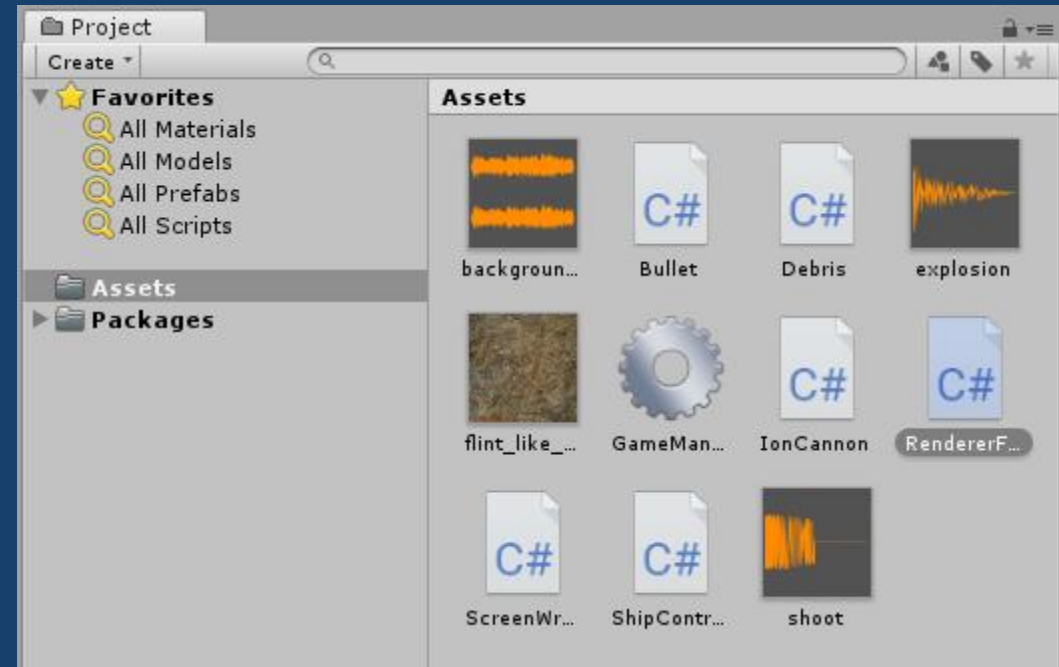 Project
Create
Favorites
All Materials
All Models
All Prefabs
All Scripts
Assets
Packages
Assets
backgroun...
Bullet
Debris
explosion
flint_like_...
GameMan...
IonCannon
RendererF...
ScreenWr...
ShipContr...
shoot
C#
C#
C#
C#
C#
C#